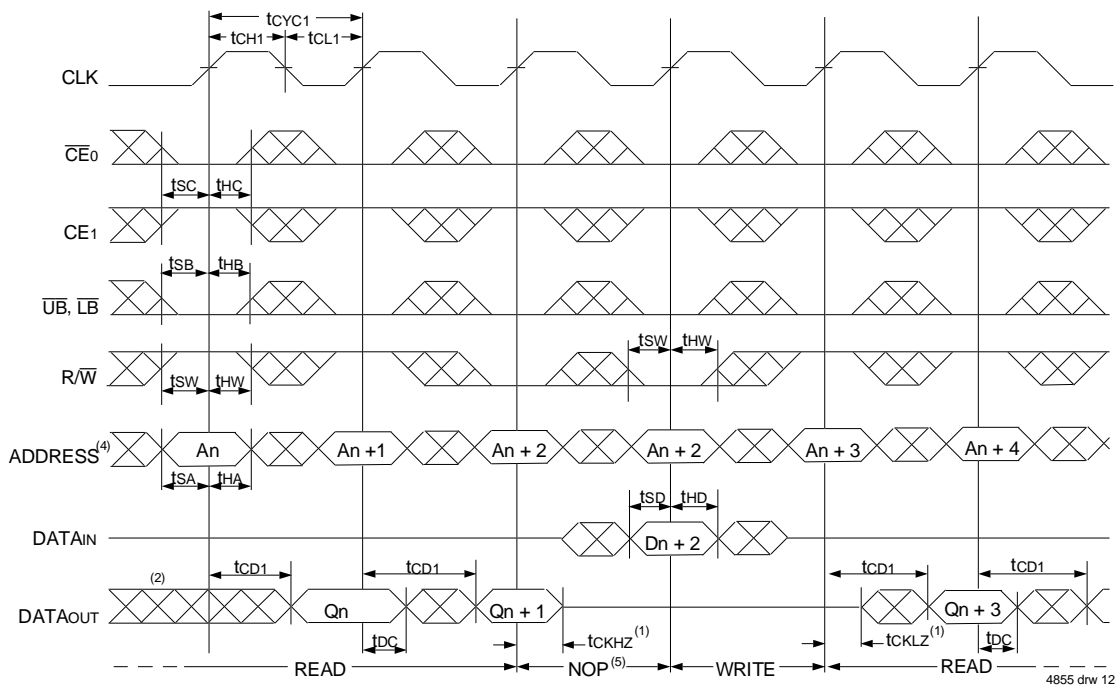 tCYC1
tCH1 tCL1
CLK
CE0
tSC tHC
CE1
tSB tHB
UB, LB
tSW tHW
R/W
tSW tHW
ADDRESS(4) An An +1 An + 2 An + 2 An + 3 An + 4
tSA tHA
tSD tHD
DATAIN Dn + 2
(2) tCD1 tCD1 tCD1 tCD1
DATAOUT Qn Qn + 1 Qn + 3
tDC tCKHZ(1) tCKLZ(1) tDC
READ NOP(5) WRITE READ
4855 drw 12